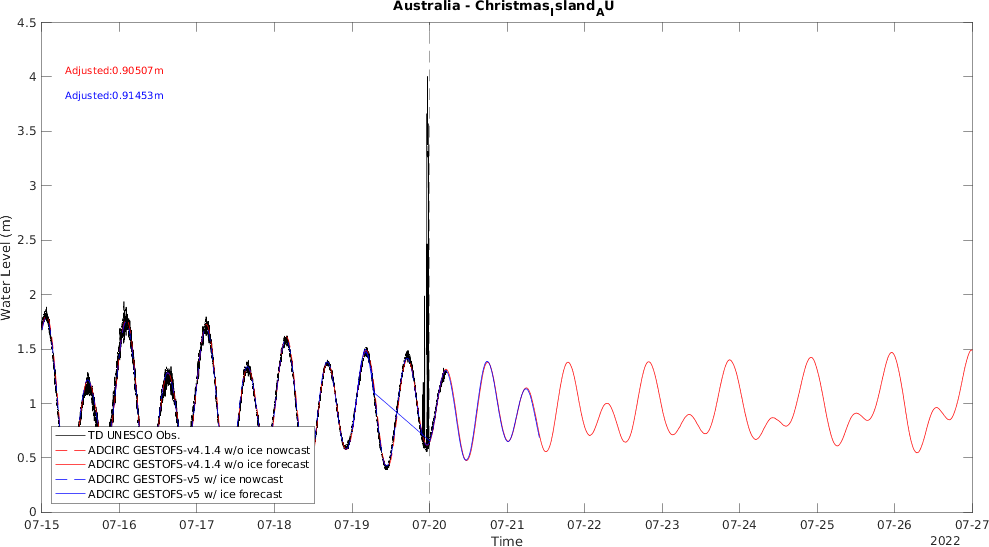 Australia - Christmas_Island_AU
Adjusted:0.90507m
Adjusted:0.91453m
Water Level (m)
4.5
4
3.5
3
2.5
2
1.5
1
0.5
0
TD UNESCO Obs.
ADCIRC GESTOFS-v4.1.4 w/o ice nowcast
ADCIRC GESTOFS-v4.1.4 w/o ice forecast
ADCIRC GESTOFS-v5 w/ ice nowcast
ADCIRC GESTOFS-v5 w/ ice forecast
07-15 07-16 07-17 07-18 07-19 07-20 07-21 07-22 07-23 07-24 07-25 07-26 07-27
Time
2022